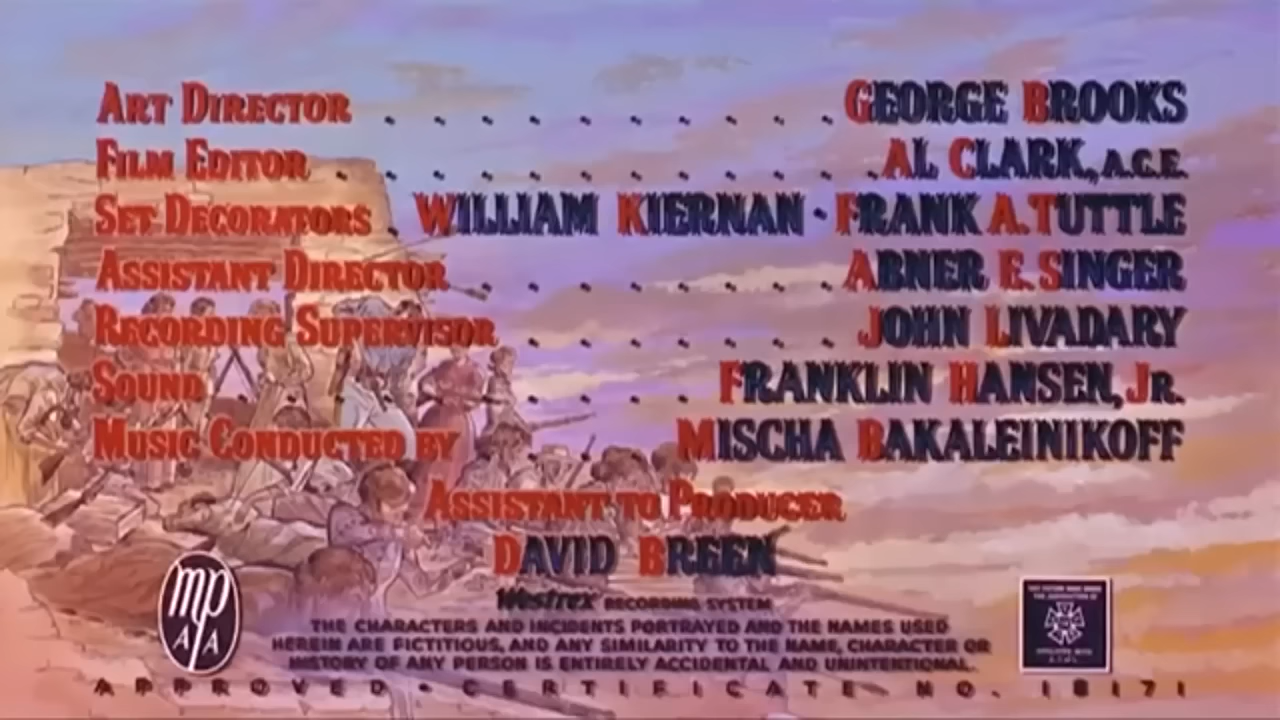 ART DIRECTOR . . . . . . . . . . GEORGE BROOKS
FILM EDITOR . . . . . . . . . . . . AL CLARK, A.C.E.
SET DECORATORS . WILLIAM KIERNAN · FRANK A. TUTTLE
ASSISTANT DIRECTOR . . . . . . . . ABNER E. SINGER
RECORDING SUPERVISOR . . . . . . . JOHN LIVADARY
SOUND . . . . . . . . . . FRANKLIN HANSEN, JR.
MUSIC CONDUCTED BY . . . MISCHA BAKALEINIKOFF
ASSISTANT TO PRODUCER
DAVID BREEN
Westrex RECORDING SYSTEM
THE CHARACTERS AND INCIDENTS PORTRAYED AND THE NAMES USED
HEREIN ARE FICTITIOUS, AND ANY SIMILARITY TO THE NAME, CHARACTER OR
HISTORY OF ANY PERSON IS ENTIRELY ACCIDENTAL AND UNINTENTIONAL.
MPAA
APPROVED · CERTIFICATE NO. 18171